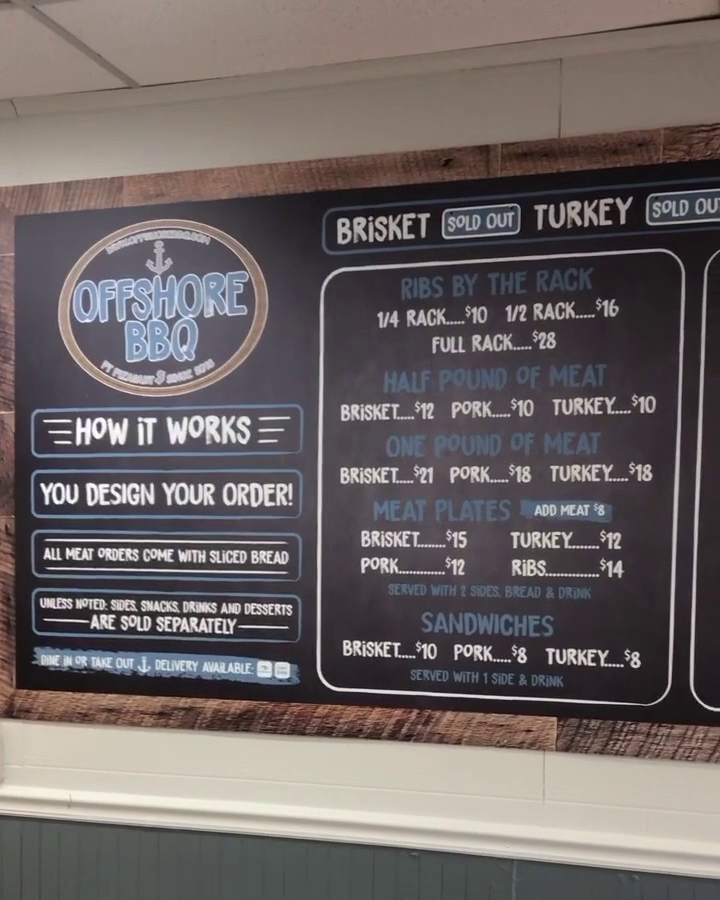 OFFSHORE
BBQ
PT PLEASANT SINCE
HOW iT WORKS
YOU DESIGN YOUR ORDER!
ALL MEAT ORDERS COME WITH SLICED BREAD
UNLESS NOTED: SIDES, SNACKS, DRINKS AND DESSERTS
ARE SOLD SEPARATELY
DINE IN OR TAKE OUT DELIVERY AVAILABLE:
BRiSKET SOLD OUT TURKEY SOLD OUT
RIBS BY THE RACK
1/4 RACK.....$10 1/2 RACK.....$16
FULL RACK.....$28
HALF POUND OF MEAT
BRiSKET....$12 PORK....$10 TURKEY....$10
ONE POUND OF MEAT
BRiSKET....$21 PORK....$18 TURKEY....$18
MEAT PLATES ADD MEAT $8
BRiSKET.......$15 TURKEY.......$12
PORK............$12 RiBS............$14
SERVED WITH 2 SIDES, BREAD & DRiNK
SANDWiCHES
BRiSKET....$10 PORK....$8 TURKEY....$8
SERVED WITH 1 SIDE & DRiNK